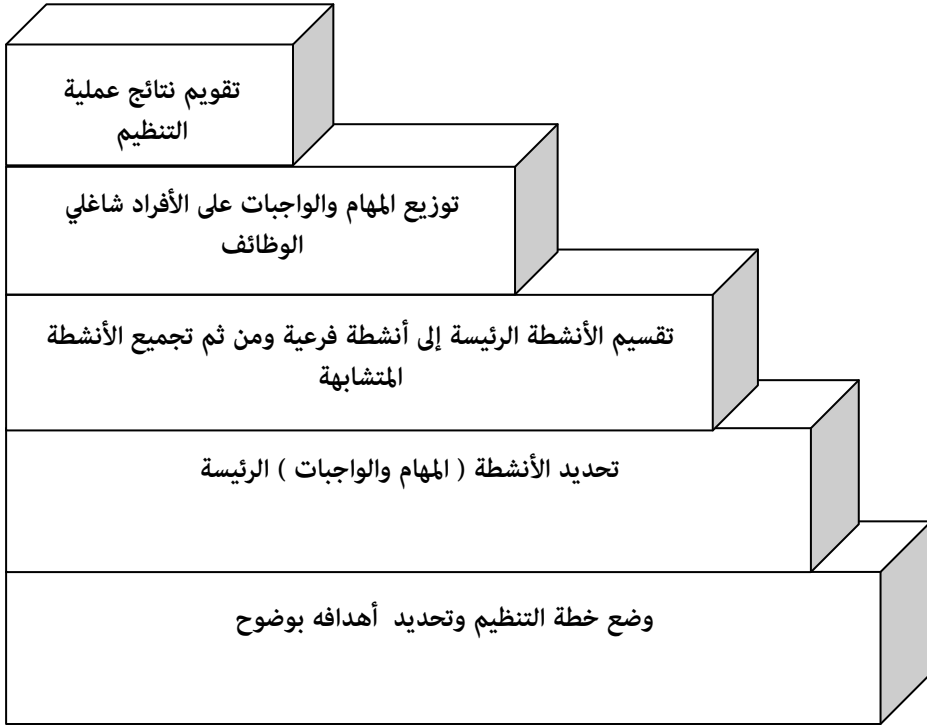 تقويم نتائج عملية
التنظيم
توزيع المهام والواجبات على الأفراد شاغلي
الوظائف
تقسيم الأنشطة الرئيسة إلى أنشطة فرعية ومن ثم تجميع الأنشطة
المتشابهة
تحديد الأنشطة ( المهام والواجبات ) الرئيسة
وضع خطة التنظيم وتحديد أهدافه بوضوح